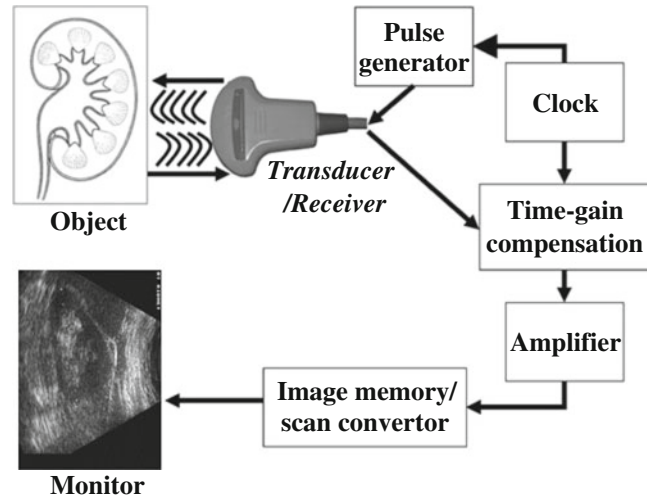 Pulse
generator
Clock
Transducer
/Receiver
Object
Time-gain
compensation
Amplifier
Image memory/
scan convertor
Monitor